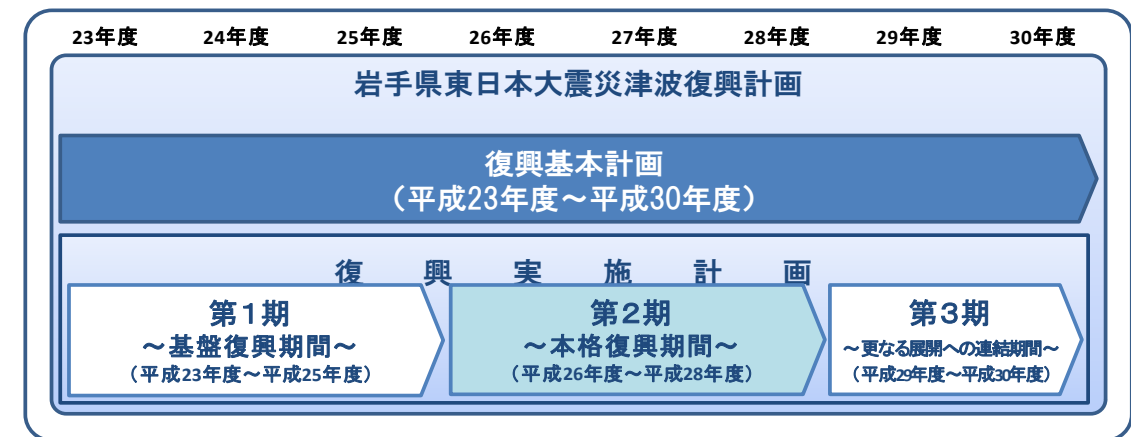 23年度 24年度 25年度 26年度 27年度 28年度 29年度 30年度
岩手県東日本大震災津波復興計画
復興基本計画
（平成23年度～平成30年度）
復興実施計画
第１期
～基盤復興期間～
（平成23年度～平成25年度）
第２期
～本格復興期間～
（平成26年度～平成28年度）
第３期
～更なる展開への連結期間～
（平成29年度～平成30年度）